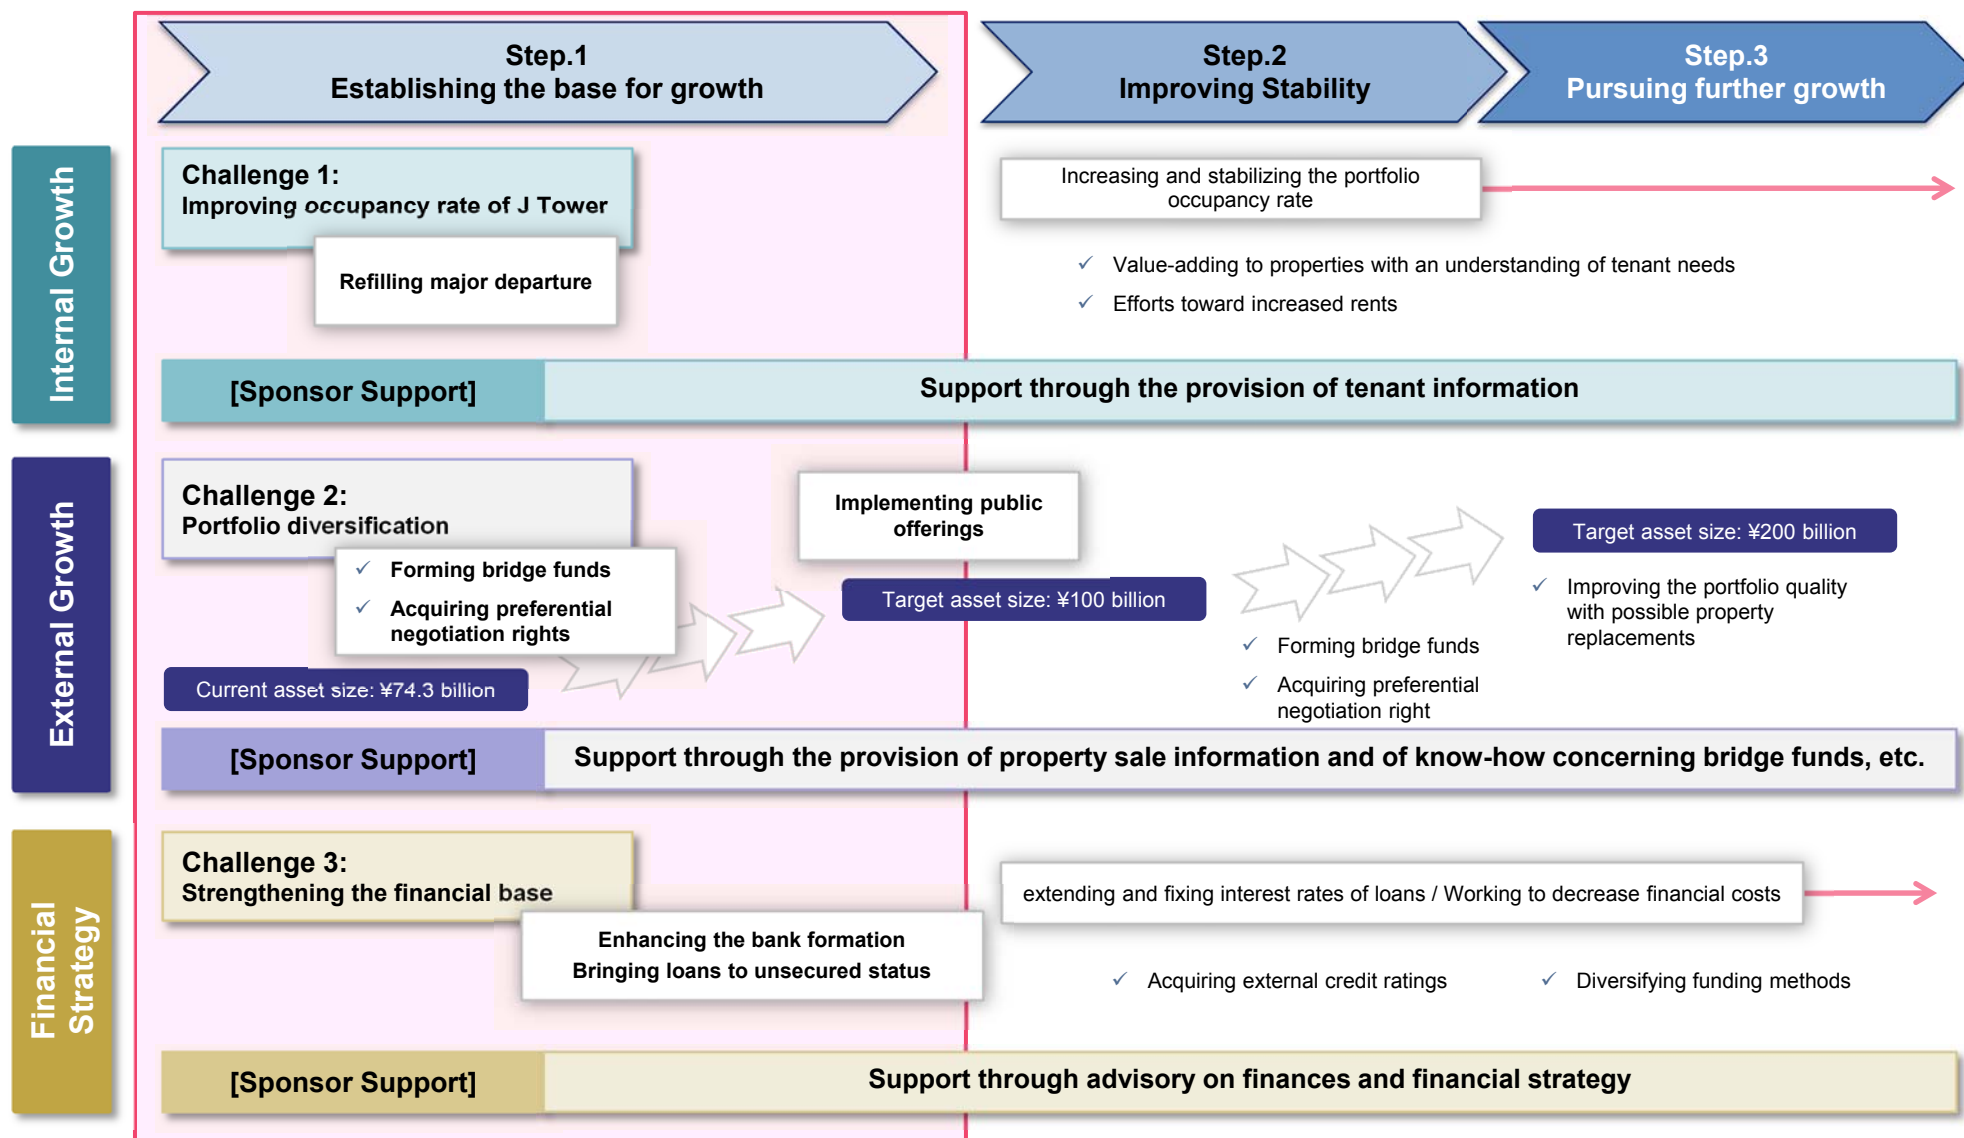 Step.1
Establishing the base for growth
Step.2
Improving Stability
Step.3
Pursuing further growth
Internal Growth
Challenge 1:
Improving occupancy rate of J Tower
Refilling major departure
Increasing and stabilizing the portfolio
occupancy rate
✓ Value-adding to properties with an understanding of tenant needs
✓ Efforts toward increased rents
[Sponsor Support]
Support through the provision of tenant information
External Growth
Challenge 2:
Portfolio diversification
✓ Forming bridge funds
✓ Acquiring preferential
negotiation rights
Current asset size: ¥74.3 billion
Implementing public
offerings
Target asset size: ¥100 billion
✓ Forming bridge funds
✓ Acquiring preferential
negotiation right
Target asset size: ¥200 billion
✓ Improving the portfolio quality
with possible property
replacements
[Sponsor Support]
Support through the provision of property sale information and of know-how concerning bridge funds, etc.
Financial
Strategy
Challenge 3:
Strengthening the financial base
Enhancing the bank formation
Bringing loans to unsecured status
extending and fixing interest rates of loans / Working to decrease financial costs
✓ Acquiring external credit ratings
✓ Diversifying funding methods
[Sponsor Support]
Support through advisory on finances and financial strategy